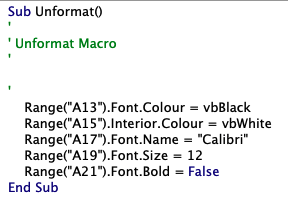 Sub Unformat()
'
' Unformat Macro
'
'
Range("A13").Font.Colour = vbBlack
Range("A15").Interior.Colour = vbWhite
Range("A17").Font.Name = "Calibri"
Range("A19").Font.Size = 12
Range("A21").Font.Bold = False
End Sub